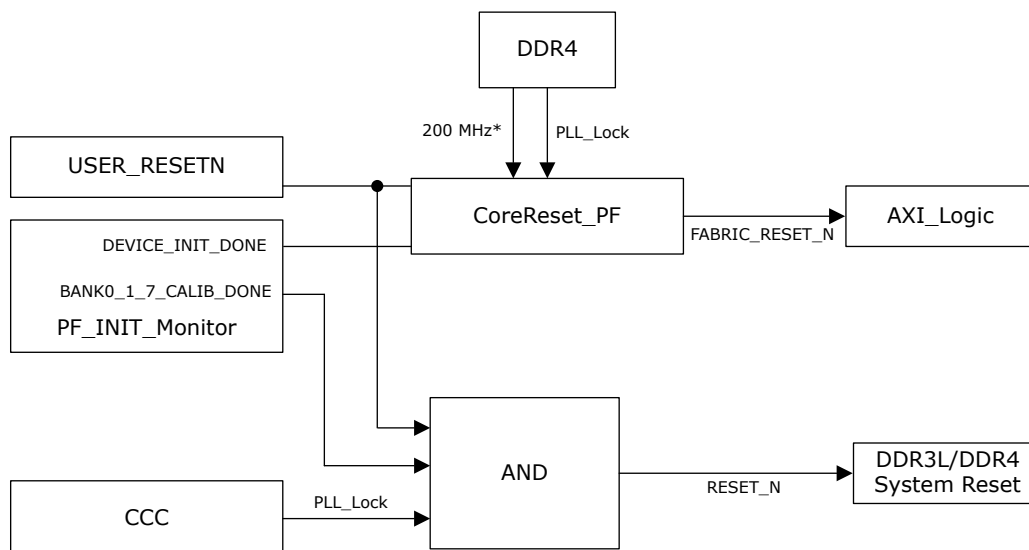 DDR4
200 MHz*
PLL_Lock
USER_RESETN
CoreReset_PF
FABRIC_RESET_N
AXI_Logic
DEVICE_INIT_DONE
BANK0_1_7_CALIB_DONE
PF_INIT_Monitor
AND
RESET_N
DDR3L/DDR4
System Reset
PLL_Lock
CCC